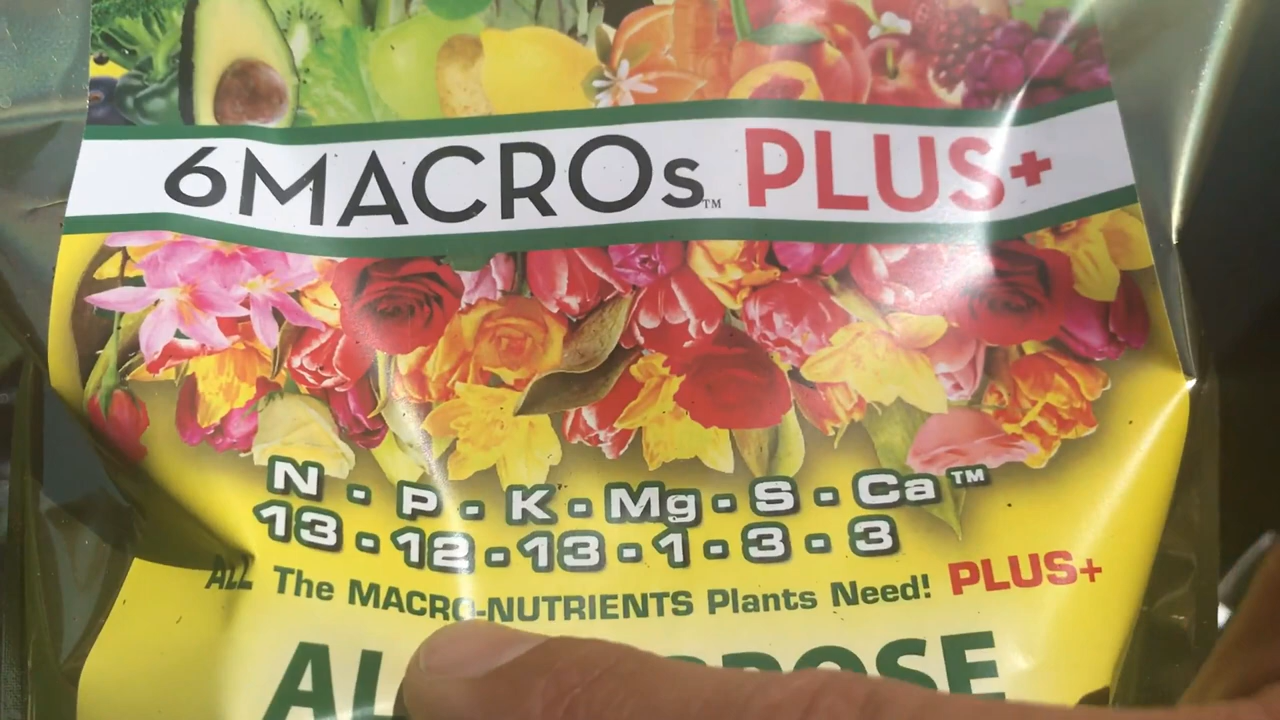 6MACROs™ PLUS+
N - P - K - Mg - S - Ca™
13 - 12 - 13 - 1 - 3 - 3
ALL The MACRO-NUTRIENTS Plants Need! PLUS+